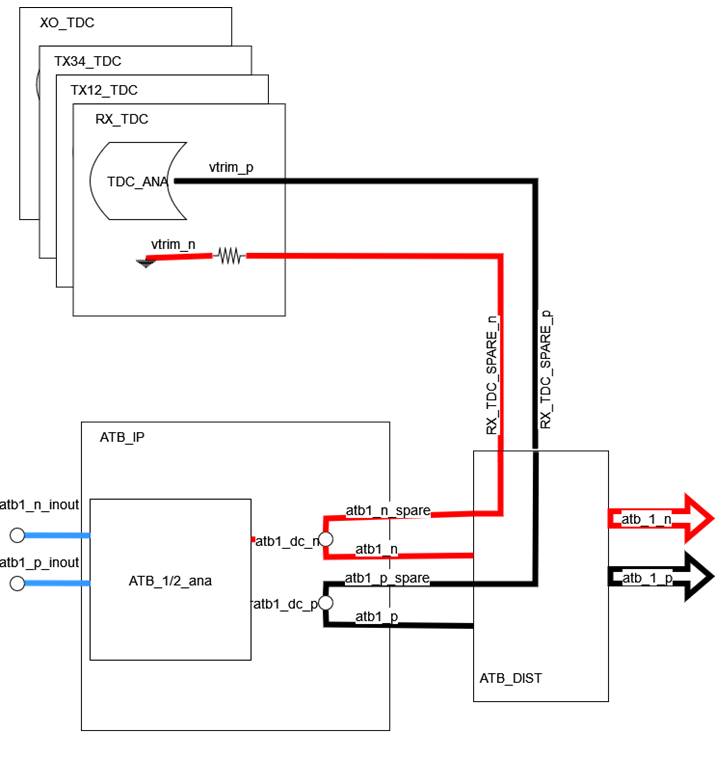 XO_TDC
TX34_TDC
TX12_TDC
RX_TDC
TDC_ANA
vtrim_p
vtrim_n
RX_TDC_SPARE_n
RX_TDC_SPARE_p
ATB_IP
atb1_n_inout
atb1_p_inout
ATB_1/2_ana
atb1_dc_n
atb1_dc_p
atb1_n_spare
atb1_n
atb1_p_spare
atb1_p
ATB_DIST
atb_1_n
atb_1_p